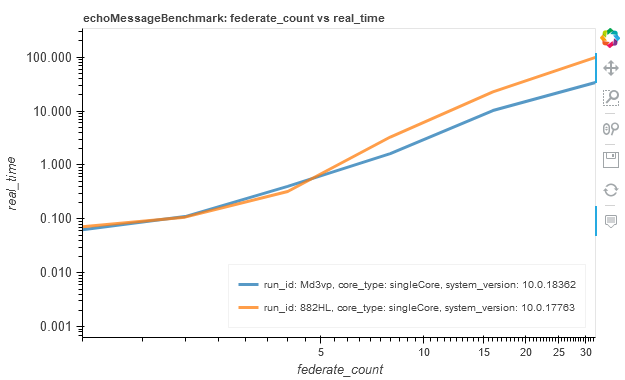 echoMessageBenchmark: federate_count vs real_time
100.000
10.000
1.000
0.100
0.010
0.001
real_time
run_id: Md3vp, core_type: singleCore, system_version: 10.0.18362
run_id: 882HL, core_type: singleCore, system_version: 10.0.17763
5 10 15 20 25 30
federate_count